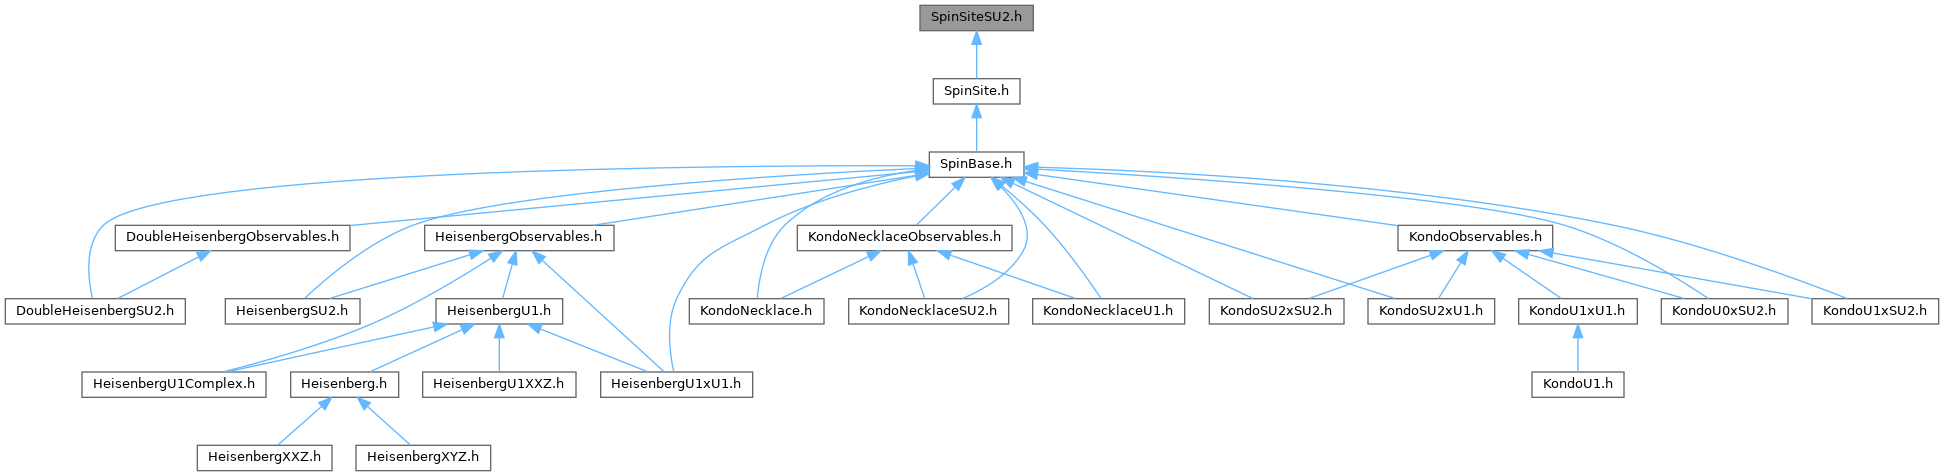 SpinSiteSU2.h
SpinSite.h
SpinBase.h
DoubleHeisenbergObservables.h
HeisenbergObservables.h
KondoNecklaceObservables.h
KondoObservables.h
DoubleHeisenbergSU2.h
HeisenbergSU2.h
HeisenbergU1.h
KondoNecklace.h
KondoNecklaceSU2.h
KondoNecklaceU1.h
KondoSU2xSU2.h
KondoSU2xU1.h
KondoU1xU1.h
KondoU0xSU2.h
KondoU1xSU2.h
HeisenbergU1Complex.h
Heisenberg.h
HeisenbergU1XXZ.h
HeisenbergU1xU1.h
KondoU1.h
HeisenbergXXZ.h
HeisenbergXYZ.h